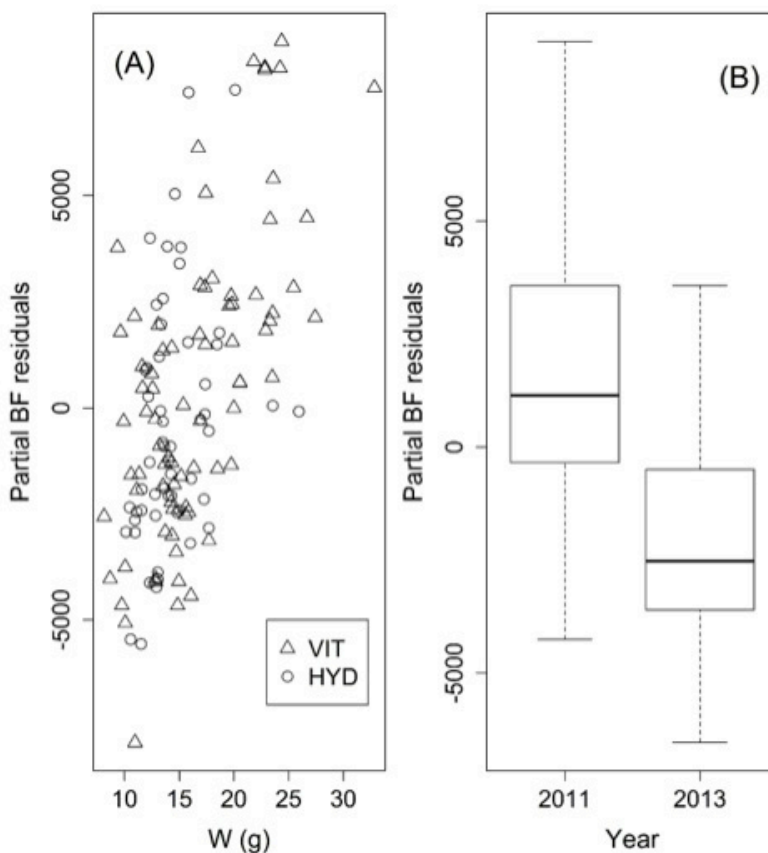 (A)
Partial BF residuals
5000
0
-5000
VIT
HYD
10 15 20 25 30
W (g)
(B)
Partial BF residuals
5000
0
-5000
2011 2013
Year